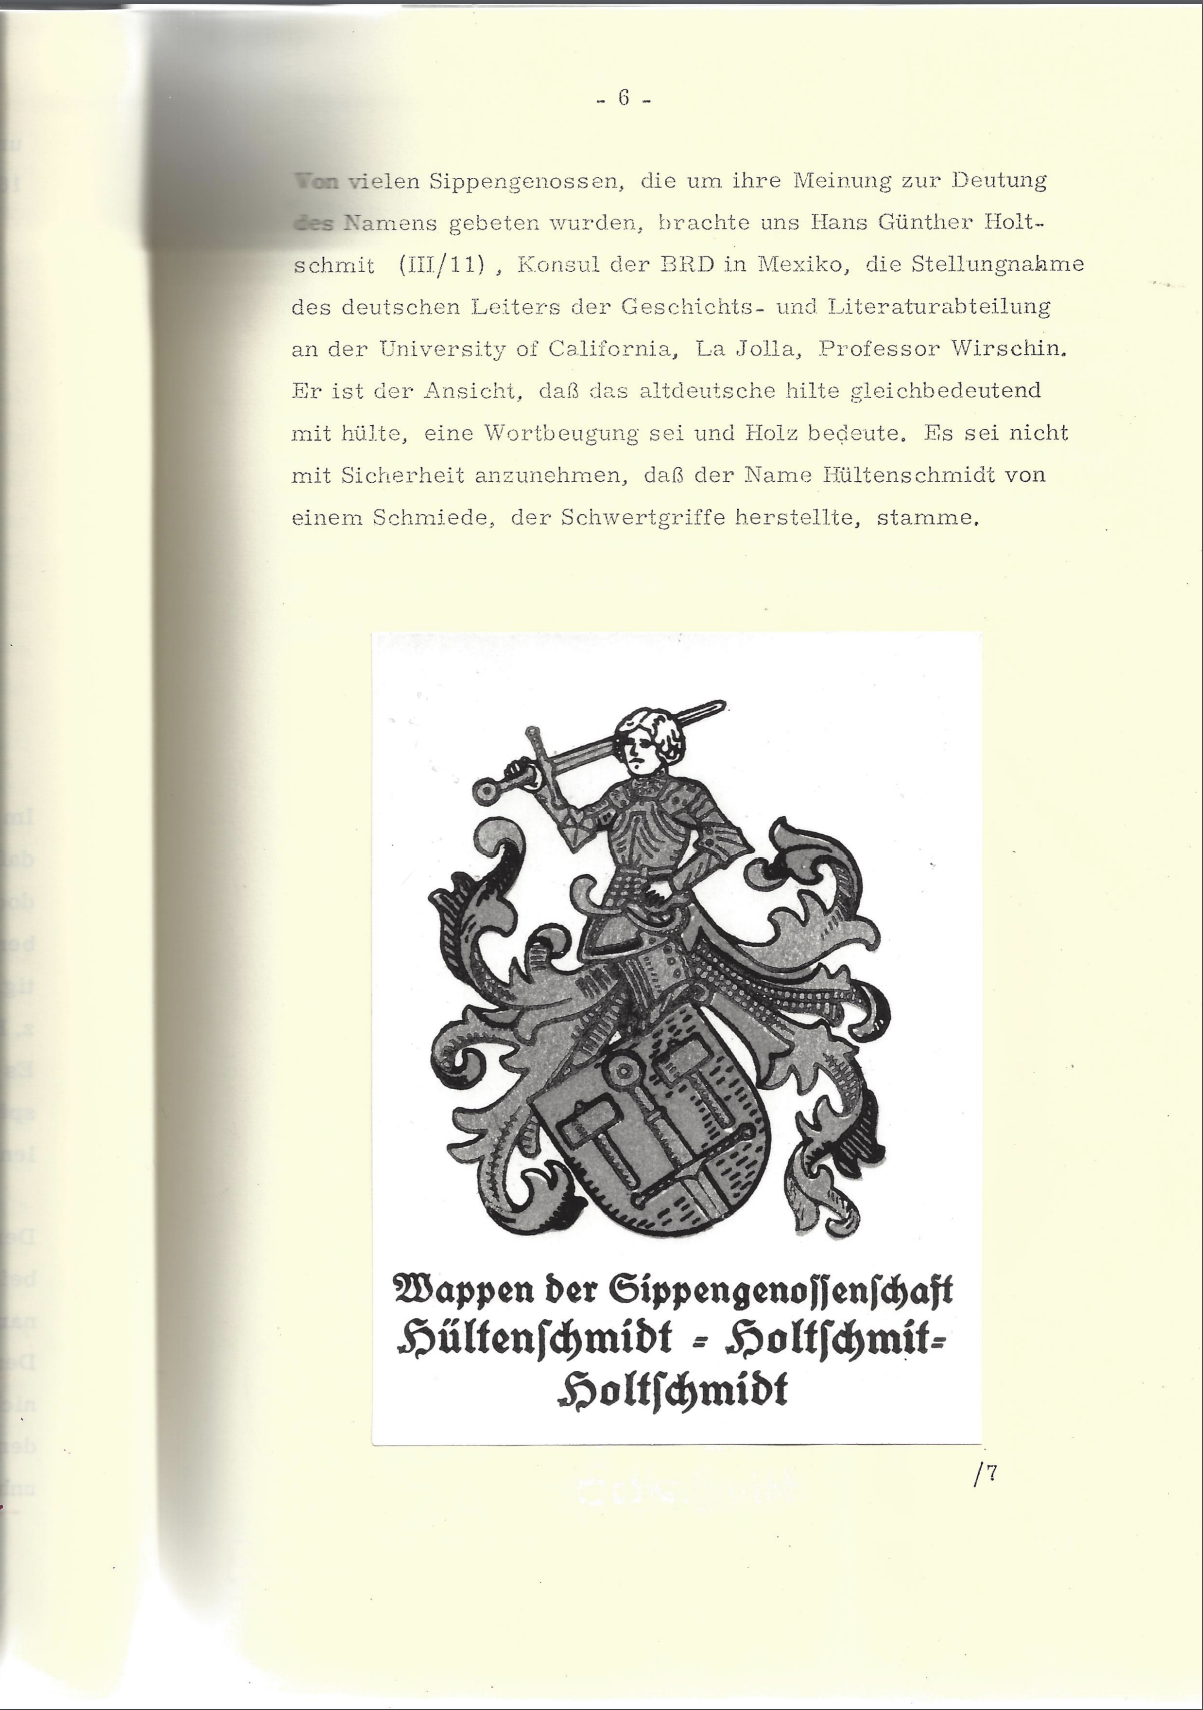 - 6 -
Von vielen Sippengenossen, die um ihre Meinung zur Deutung
des Namens gebeten wurden, brachte uns Hans Günther Holt-
schmit (III/11) , Konsul der BRD in Mexiko, die Stellungnahme
des deutschen Leiters der Geschichts- und Literaturabteilung
an der University of California, La Jolla, Professor Wirschin.
Er ist der Ansicht, daß das altdeutsche hilte gleichbedeutend
mit hülte, eine Wortbeugung sei und Holz bedeute. Es sei nicht
mit Sicherheit anzunehmen, daß der Name Hültenschmidt von
einem Schmiede, der Schwertgriffe herstellte, stamme.
Wappen der Sippengenoſſenſchaft
Hültenſchmidt = Holtſchmit=
Holtſchmidt
/7